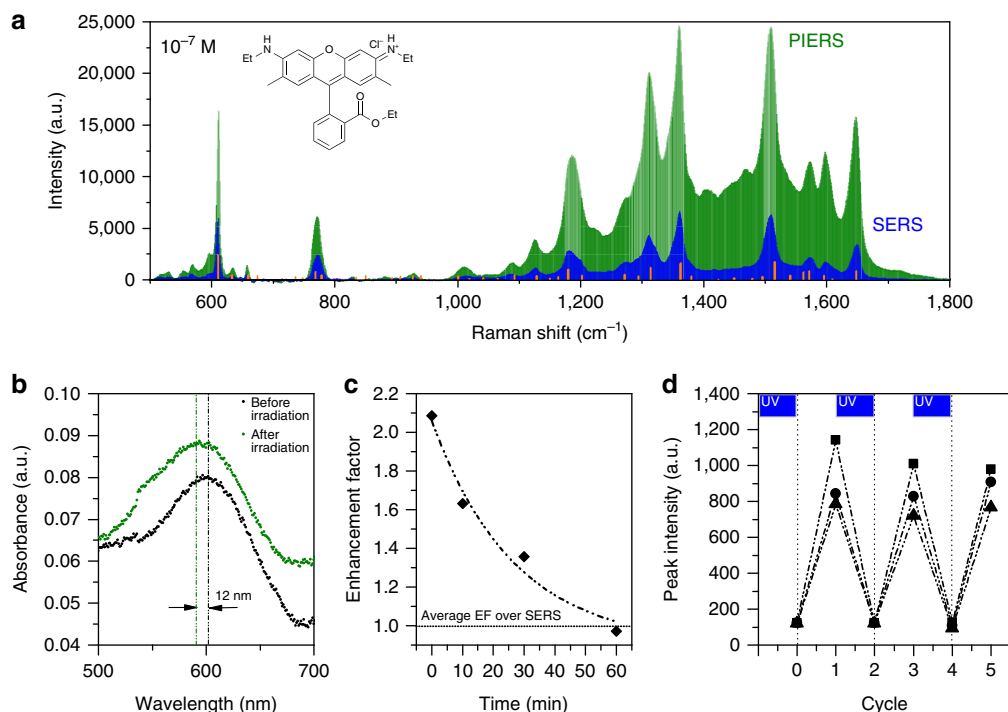 a
10⁻⁷ M
H
N
Et
O
Cl⁻
H
N⁺
Et
O
O
Et
PIERS
SERS
25,000
20,000
15,000
10,000
5,000
0
Intensity (a.u.)
600
800
1,000
1,200
1,400
1,600
1,800
Raman shift (cm⁻¹)
b
0.10
0.09
0.08
0.07
0.06
0.05
0.04
Absorbance (a.u.)
Before
irradiation
After
irradiation
12 nm
500
600
700
Wavelength (nm)
c
2.2
2.0
1.8
1.6
1.4
1.2
1.0
Enhancement factor
Average EF over SERS
0
10
20
30
40
50
60
Time (min)
d
1,400
1,200
1,000
800
600
400
200
0
Peak intensity (a.u.)
UV
UV
UV
0
1
2
3
4
5
Cycle